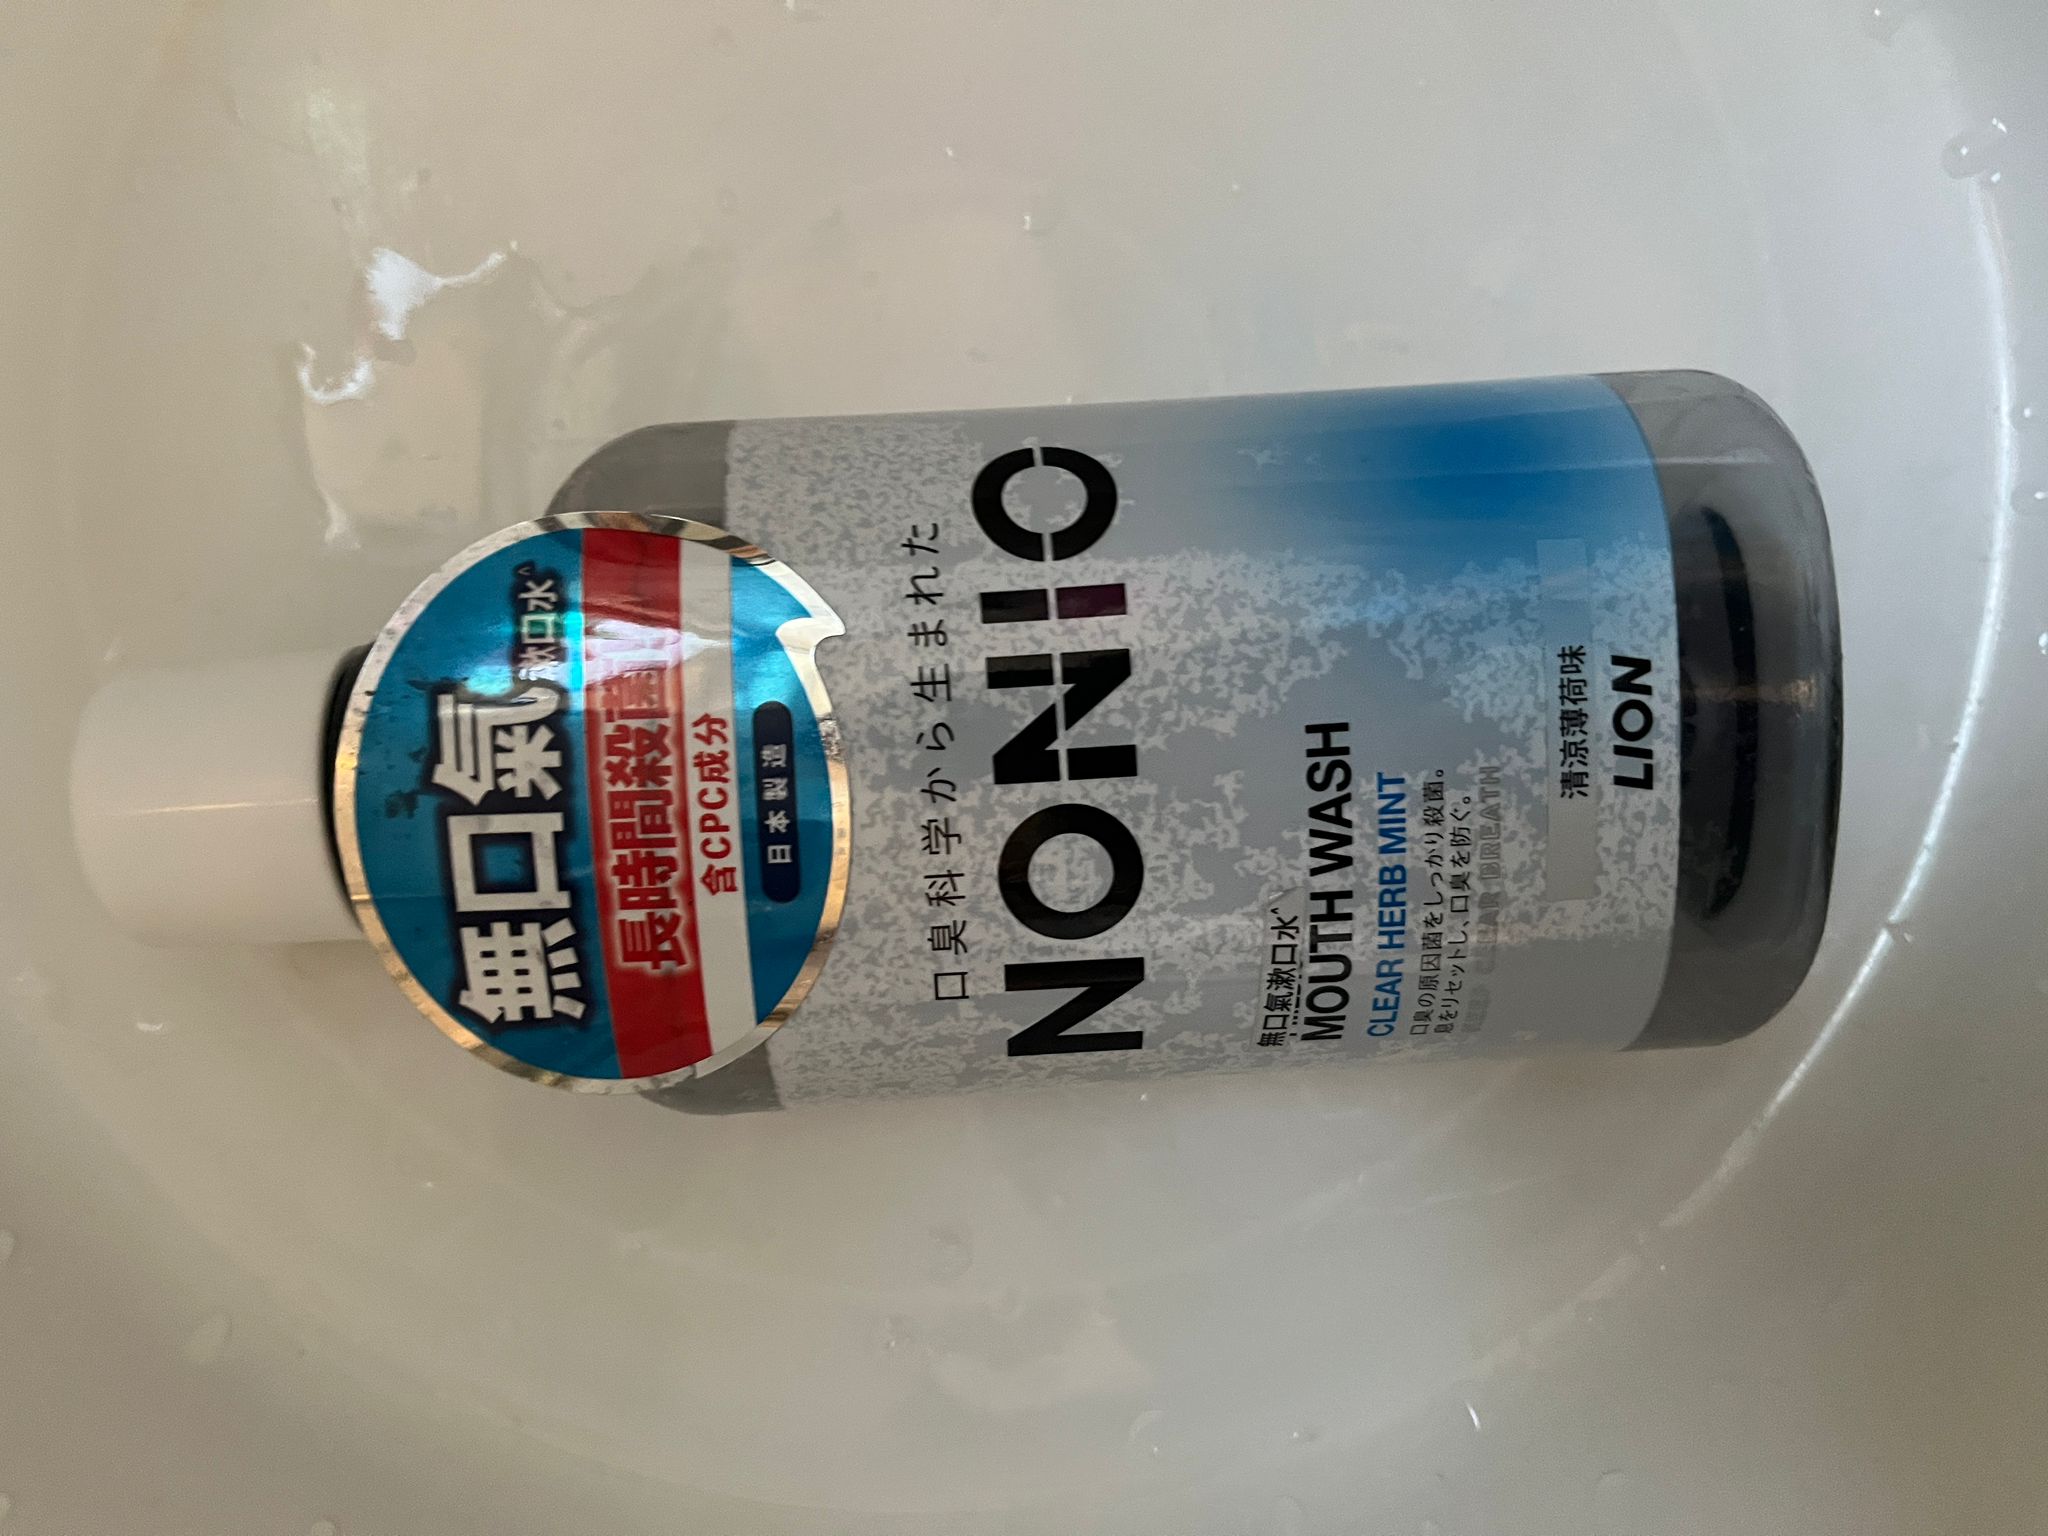 無口氣漱口水^
長時間殺菌
含CPC成分
日本製造
口臭科学から生まれた
NONIO
無口氣漱口水^
MOUTH WASH
CLEAR HERB MINT
口臭の原因菌をしっかり殺菌。
息をリセットし、口臭を防ぐ。
KEEP CLEAR BREATH
清涼薄荷味
LION